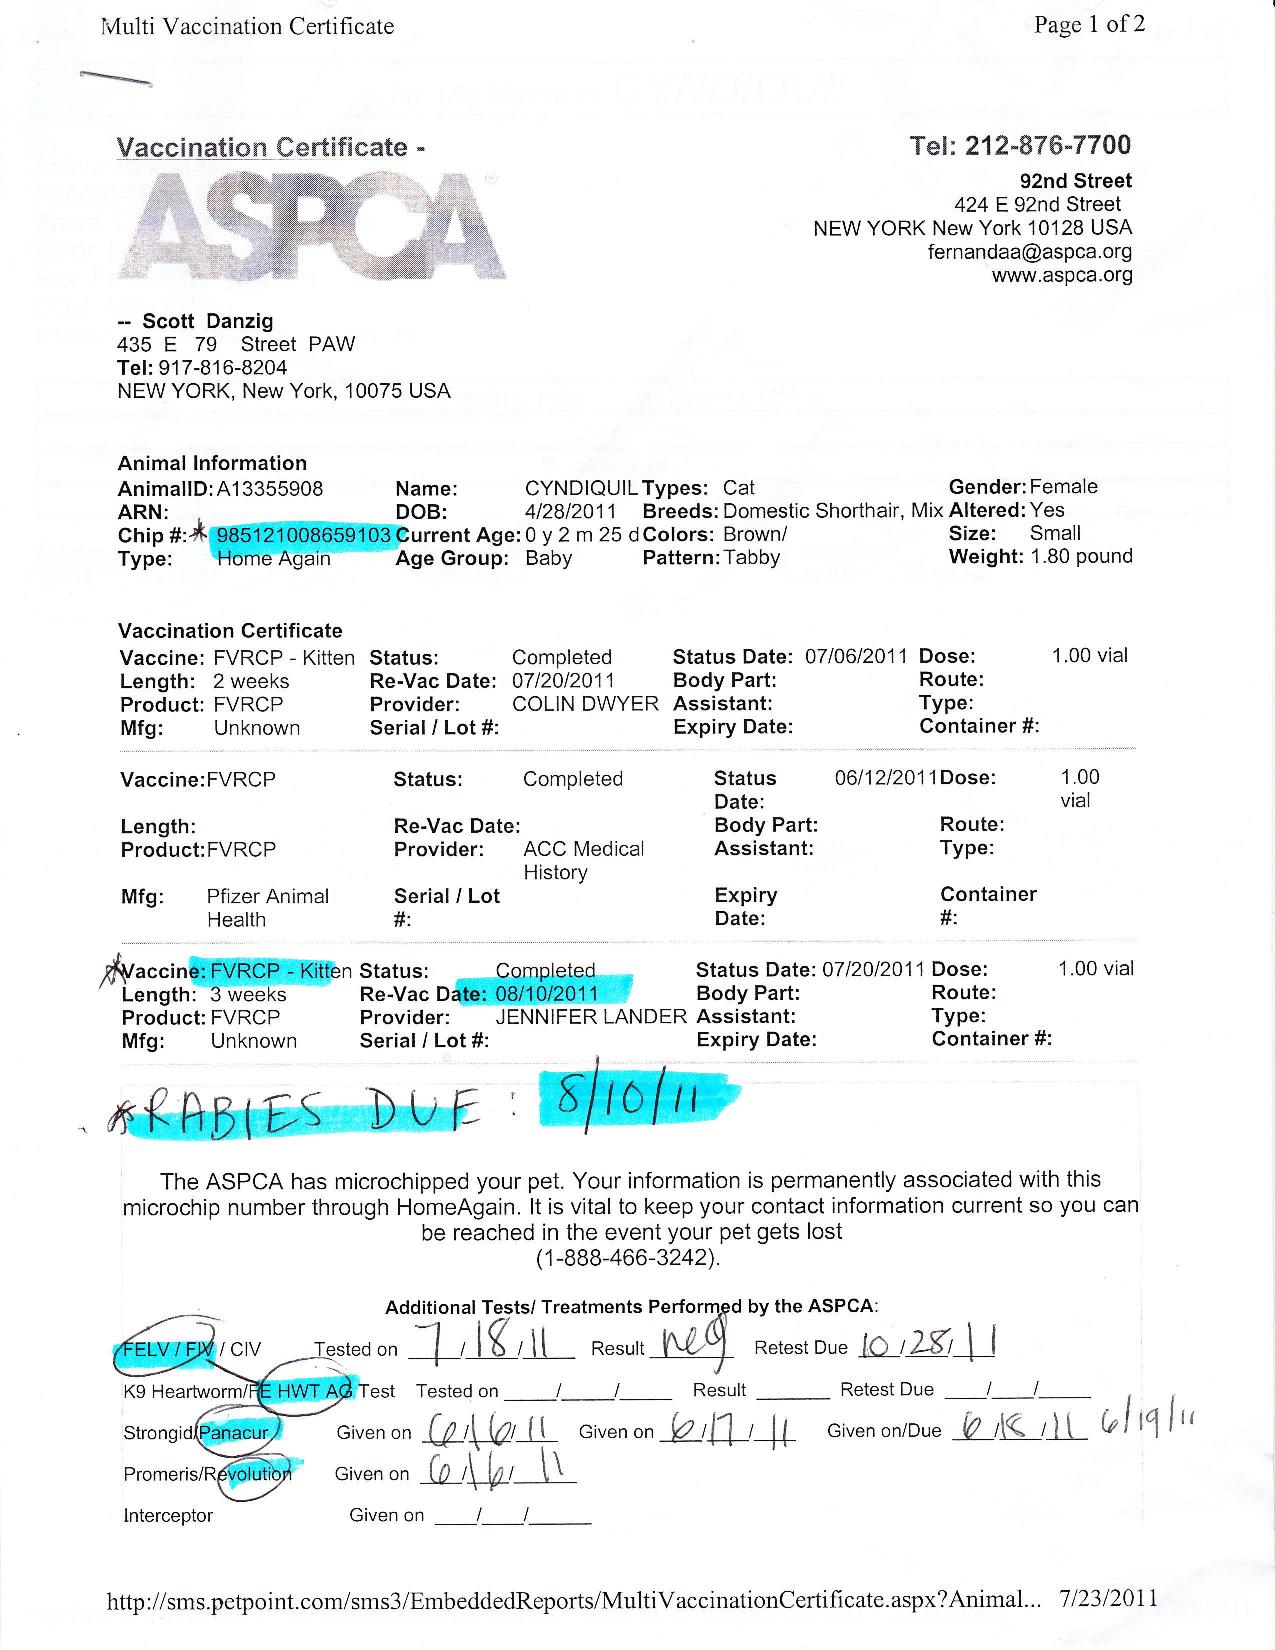 Multi Vaccination Certificate Page 1 of 2
Vaccination Certificate - Tel: 212-876-7700
ASPCA
92nd Street
424 E 92nd Street
NEW YORK New York 10128 USA
fernandaa@aspca.org
www.aspca.org
-- Scott Danzig
435 E 79 Street PAW
Tel: 917-816-8204
NEW YORK, New York, 10075 USA
Animal Information
AnimalID: A13355908 Name: CYNDIQUIL Types: Cat Gender: Female
ARN: DOB: 4/28/2011 Breeds: Domestic Shorthair, Mix Altered: Yes
Chip #: * 985121008659103 Current Age: 0 y 2 m 25 d Colors: Brown/ Size: Small
Type: Home Again Age Group: Baby Pattern: Tabby Weight: 1.80 pound
Vaccination Certificate
Vaccine: FVRCP - Kitten Status: Completed Status Date: 07/06/2011 Dose: 1.00 vial
Length: 2 weeks Re-Vac Date: 07/20/2011 Body Part: Route:
Product: FVRCP Provider: COLIN DWYER Assistant: Type:
Mfg: Unknown Serial / Lot #: Expiry Date: Container #:
Vaccine: FVRCP Status: Completed Status 06/12/2011 Dose: 1.00
Date: vial
Length: Re-Vac Date: Body Part: Route:
Product: FVRCP Provider: ACC Medical Assistant: Type:
History
Mfg: Pfizer Animal Serial / Lot Expiry Container
Health #: Date: #:
* Vaccine: FVRCP - Kitten Status: Completed Status Date: 07/20/2011 Dose: 1.00 vial
Length: 3 weeks Re-Vac Date: 08/10/2011 Body Part: Route:
Product: FVRCP Provider: JENNIFER LANDER Assistant: Type:
Mfg: Unknown Serial / Lot #: Expiry Date: Container #:
* RABIES DUE: 8/10/11
The ASPCA has microchipped your pet. Your information is permanently associated with this
microchip number through HomeAgain. It is vital to keep your contact information current so you can
be reached in the event your pet gets lost
(1-888-466-3242).
Additional Tests/ Treatments Performed by the ASPCA:
FELV / FIV / CIV Tested on 7/18/11 Result neg Retest Due 10/28/11
K9 Heartworm/FE HWT AG Test Tested on ___/___/___ Result ___ Retest Due ___/___/___
Strongid/Panacur Given on 6/16/11 Given on 6/17/11 Given on/Due 6/18/11 6/19/11
Promeris/Revolution Given on 6/16/11
Interceptor Given on ___/___/___
http://sms.petpoint.com/sms3/EmbeddedReports/MultiVaccinationCertificate.aspx?Animal... 7/23/2011